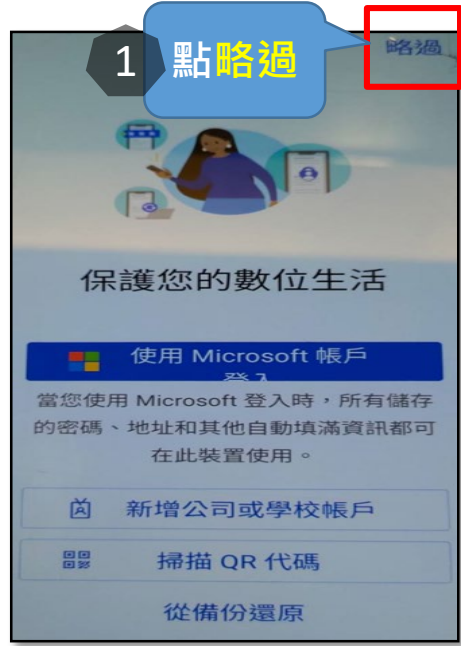 1 點略過
略過
保護您的數位生活
使用 Microsoft 帳戶
登入
當您使用 Microsoft 登入時，所有儲存
的密碼、地址和其他自動填滿資訊都可
在此裝置使用。
新增公司或學校帳戶
掃描 QR 代碼
從備份還原